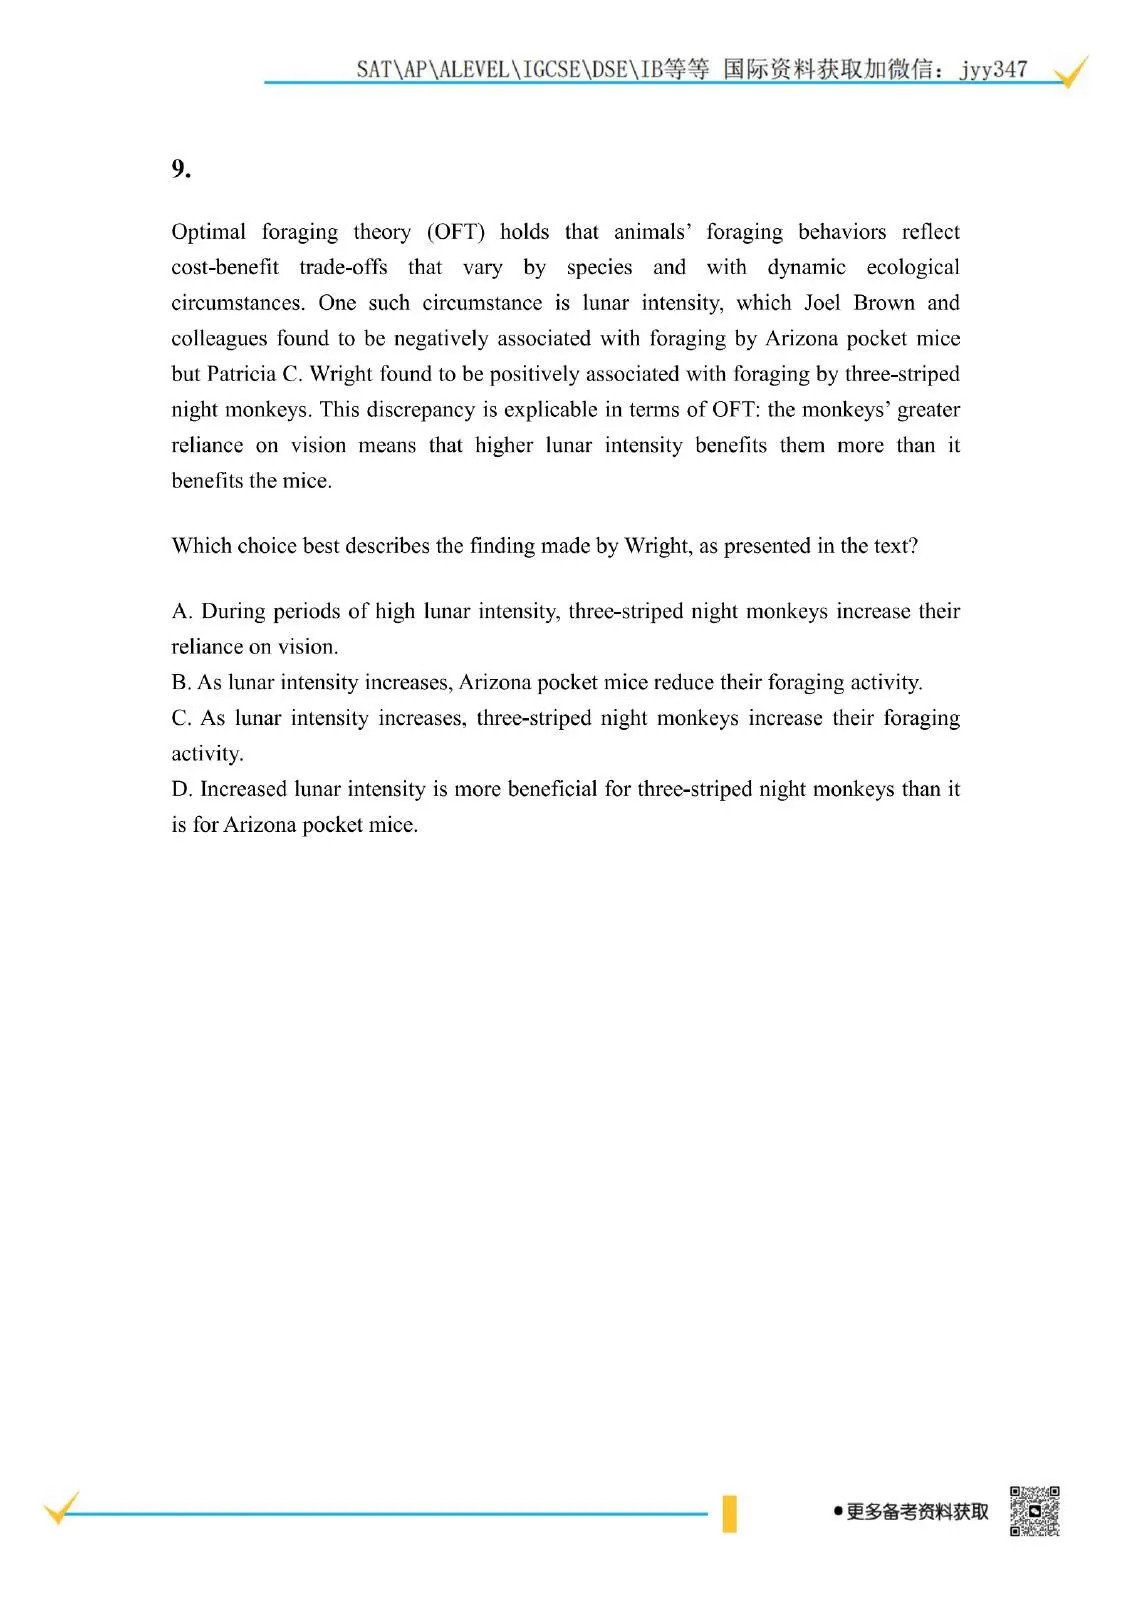 SAT\AP\ALEVEL\IGCSE\DSE\IB等等 国际资料获取加微信：jyy347
9.
Optimal foraging theory (OFT) holds that animals’ foraging behaviors reflect
cost-benefit trade-offs that vary by species and with dynamic ecological
circumstances. One such circumstance is lunar intensity, which Joel Brown and
colleagues found to be negatively associated with foraging by Arizona pocket mice
but Patricia C. Wright found to be positively associated with foraging by three-striped
night monkeys. This discrepancy is explicable in terms of OFT: the monkeys’ greater
reliance on vision means that higher lunar intensity benefits them more than it
benefits the mice.
Which choice best describes the finding made by Wright, as presented in the text?
A. During periods of high lunar intensity, three-striped night monkeys increase their
reliance on vision.
B. As lunar intensity increases, Arizona pocket mice reduce their foraging activity.
C. As lunar intensity increases, three-striped night monkeys increase their foraging
activity.
D. Increased lunar intensity is more beneficial for three-striped night monkeys than it
is for Arizona pocket mice.
•更多备考资料获取